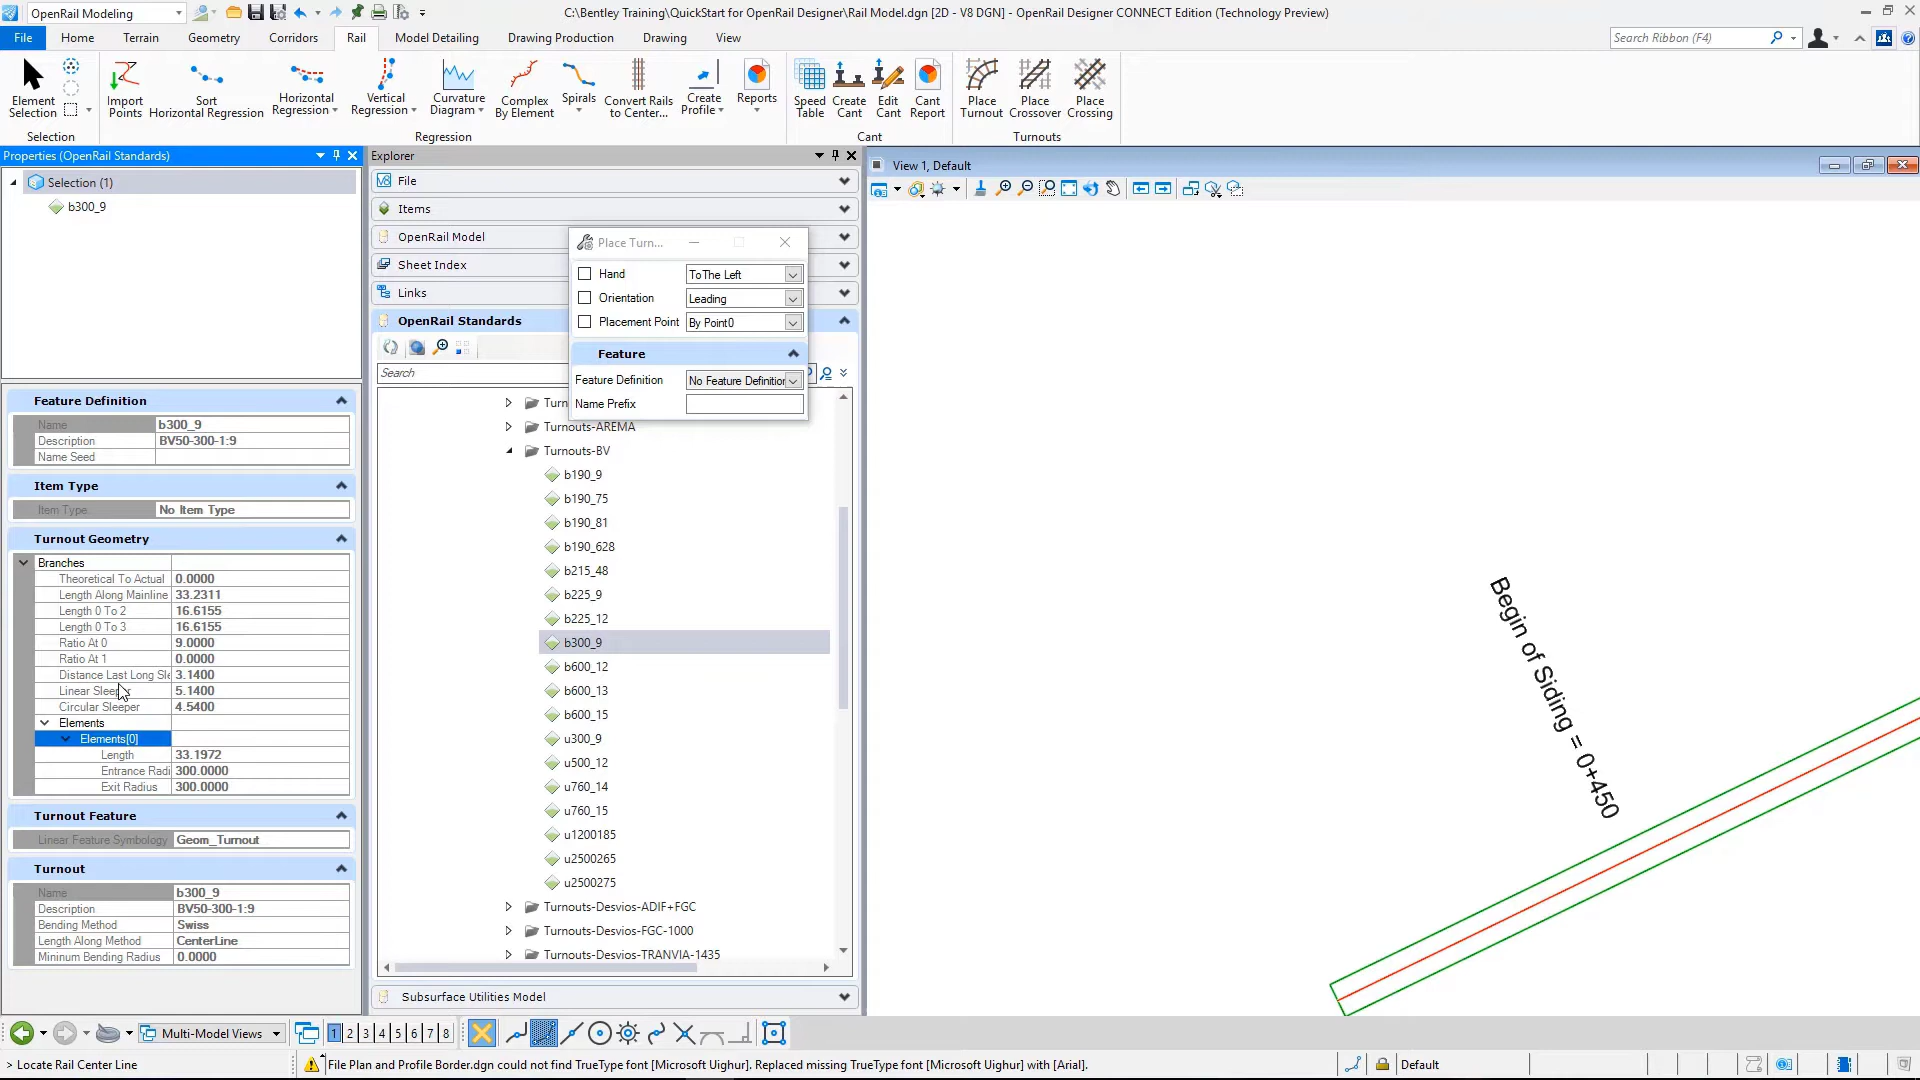 OpenRail Modeling
C:\Bentley Training\QuickStart for OpenRail Designer\Rail Model.dgn [2D - V8 DGN] - OpenRail Designer CONNECT Edition (Technology Preview)
File
Home
Terrain
Geometry
Corridors
Rail
Model Detailing
Drawing Production
Drawing
View
Search Ribbon (F4)
Element
Selection
Import
Points
Sort
Horizontal Regression
Horizontal
Regression
Vertical
Regression
Curvature
Diagram
Complex
By Element
Spirals
Convert Rails
to Center...
Create
Profile
Reports
Speed
Table
Create
Cant
Edit
Cant
Cant
Report
Place
Turnout
Place
Crossover
Place
Crossing
Selection
Regression
Cant
Turnouts
Properties (OpenRail Standards)
Selection (1)
b300_9
Feature Definition
Name b300_9
Description BV50-300-1:9
Name Seed
Item Type
Item Type No Item Type
Turnout Geometry
Branches
Theoretical To Actual 0.0000
Length Along Mainline 33.2311
Length 0 To 2 16.6155
Length 0 To 3 16.6155
Ratio At 0 9.0000
Ratio At 1 0.0000
Distance Last Long Sle 3.1400
Linear Sleeper 5.1400
Circular Sleeper 4.5400
Elements
Elements[0]
Length 33.1972
Entrance Radi 300.0000
Exit Radius 300.0000
Turnout Feature
Linear Feature Symbology Geom_Turnout
Turnout
Name b300_9
Description BV50-300-1:9
Bending Method Swiss
Length Along Method CenterLine
Mininum Bending Radius 0.0000
Explorer
File
Items
OpenRail Model
Sheet Index
Links
OpenRail Standards
Search
Turn
Turnouts-AREMA
Turnouts-BV
b190_9
b190_75
b190_81
b190_628
b215_48
b225_9
b225_12
b300_9
b600_12
b600_13
b600_15
u300_9
u500_12
u760_14
u760_15
u1200185
u2500265
u2500275
Turnouts-Desvios-ADIF+FGC
Turnouts-Desvios-FGC-1000
Turnouts-Desvios-TRANVIA-1435
Subsurface Utilities Model
Place Turn...
Hand ToThe Left
Orientation Leading
Placement Point By Point0
Feature
Feature Definition No Feature Definition
Name Prefix
View 1, Default
Begin of Siding = 0+450
Multi-Model Views
1 2 3 4 5 6 7 8
> Locate Rail Center Line
File Plan and Profile Border.dgn could not find TrueType font [Microsoft Uighur]. Replaced missing TrueType font [Microsoft Uighur] with [Arial].
Default